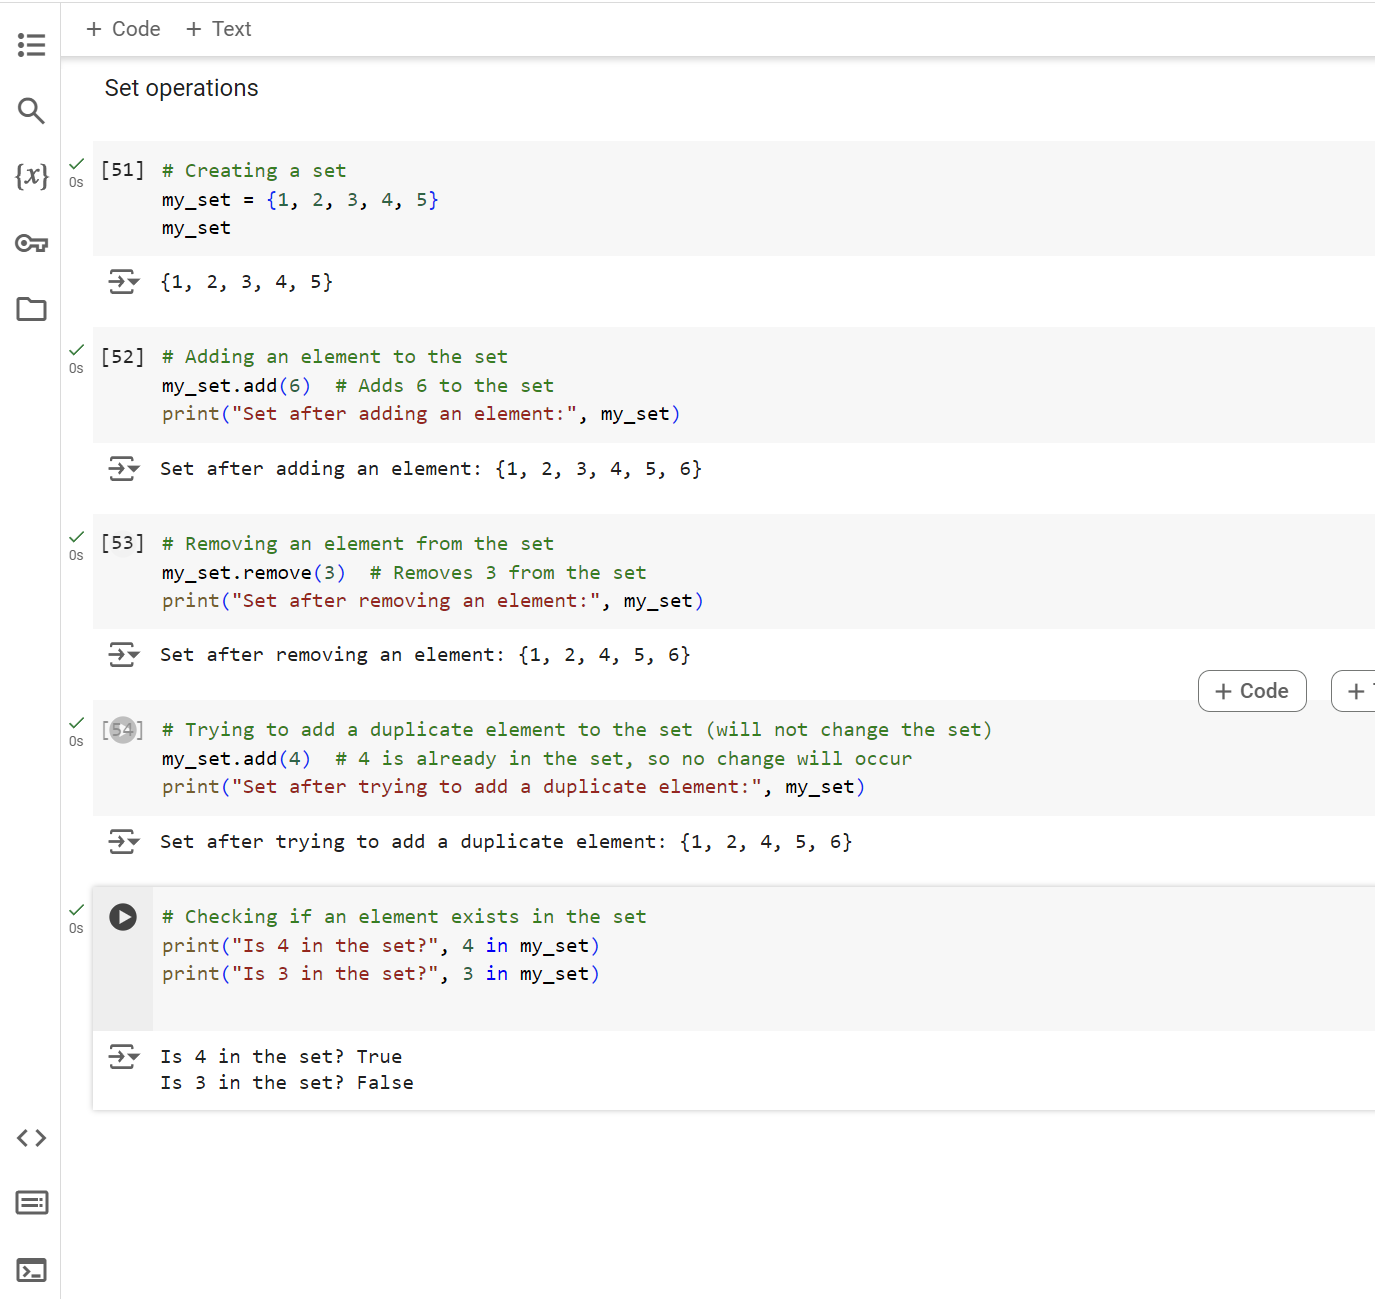 + Code + Text
Set operations
{x}
0s
[51] # Creating a set
my_set = {1, 2, 3, 4, 5}
my_set
{1, 2, 3, 4, 5}
0s
[52] # Adding an element to the set
my_set.add(6)  # Adds 6 to the set
print("Set after adding an element:", my_set)
Set after adding an element: {1, 2, 3, 4, 5, 6}
0s
[53] # Removing an element from the set
my_set.remove(3)  # Removes 3 from the set
print("Set after removing an element:", my_set)
Set after removing an element: {1, 2, 4, 5, 6}
+ Code +
0s
[54] # Trying to add a duplicate element to the set (will not change the set)
my_set.add(4)  # 4 is already in the set, so no change will occur
print("Set after trying to add a duplicate element:", my_set)
Set after trying to add a duplicate element: {1, 2, 4, 5, 6}
0s
# Checking if an element exists in the set
print("Is 4 in the set?", 4 in my_set)
print("Is 3 in the set?", 3 in my_set)
Is 4 in the set? True
Is 3 in the set? False